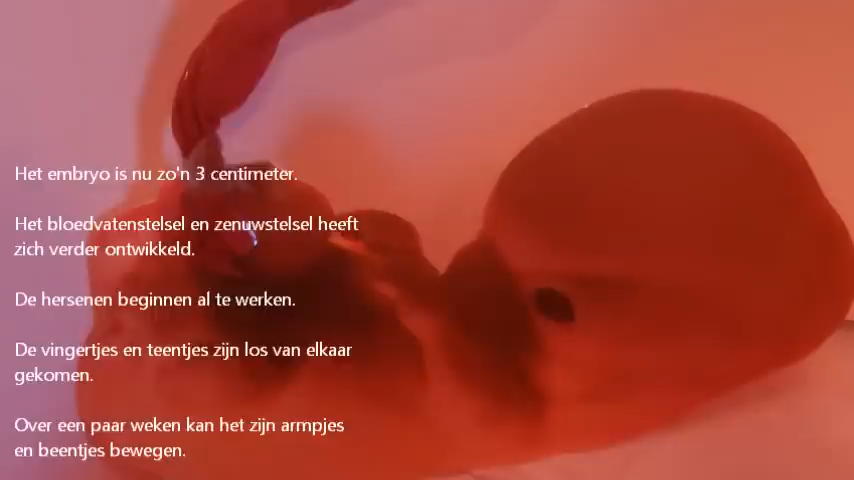 Het embryo is nu zo'n 3 centimeter.
Het bloedvatenstelsel en zenuwstelsel heeft
zich verder ontwikkeld.
De hersenen beginnen al te werken.
De vingertjes en teentjes zijn los van elkaar
gekomen.
Over een paar weken kan het zijn armpjes
en beentjes bewegen.